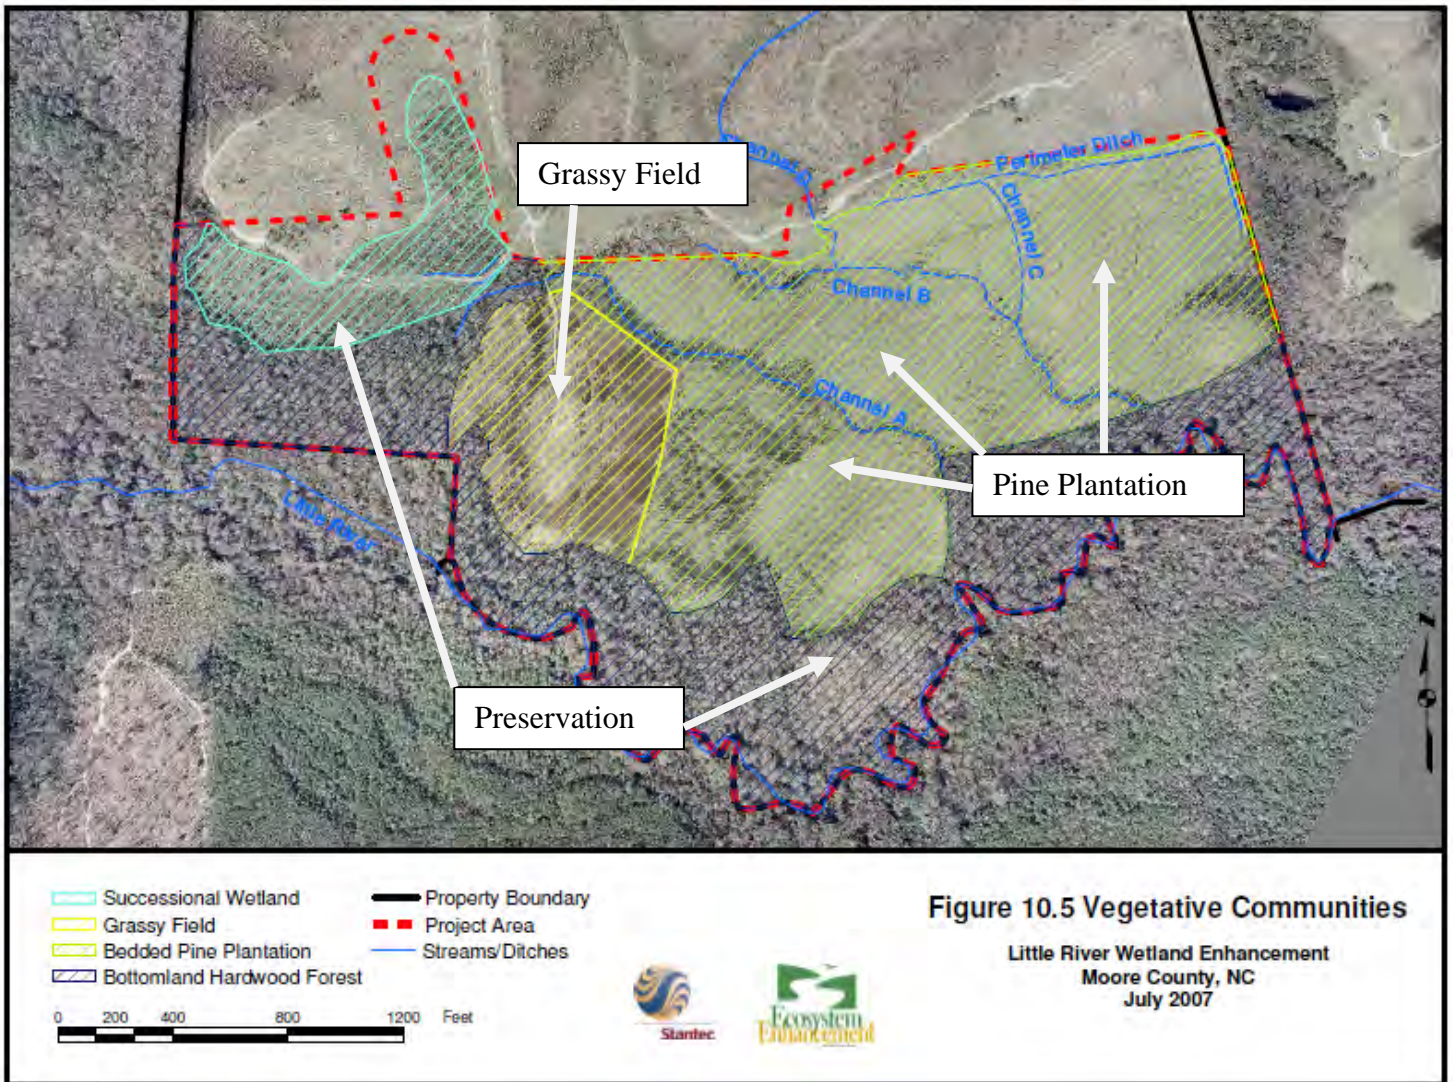 Channel D
Perimeter Ditch
Grassy Field
Channel C
Channel B
Channel A
Pine Plantation
Little River
Preservation
N
Successional Wetland
Grassy Field
Bedded Pine Plantation
Bottomland Hardwood Forest
Property Boundary
Project Area
Streams/Ditches
0 200 400 800 1200 Feet
Stantec
Ecosystem
Enhancement
Figure 10.5 Vegetative Communities
Little River Wetland Enhancement
Moore County, NC
July 2007